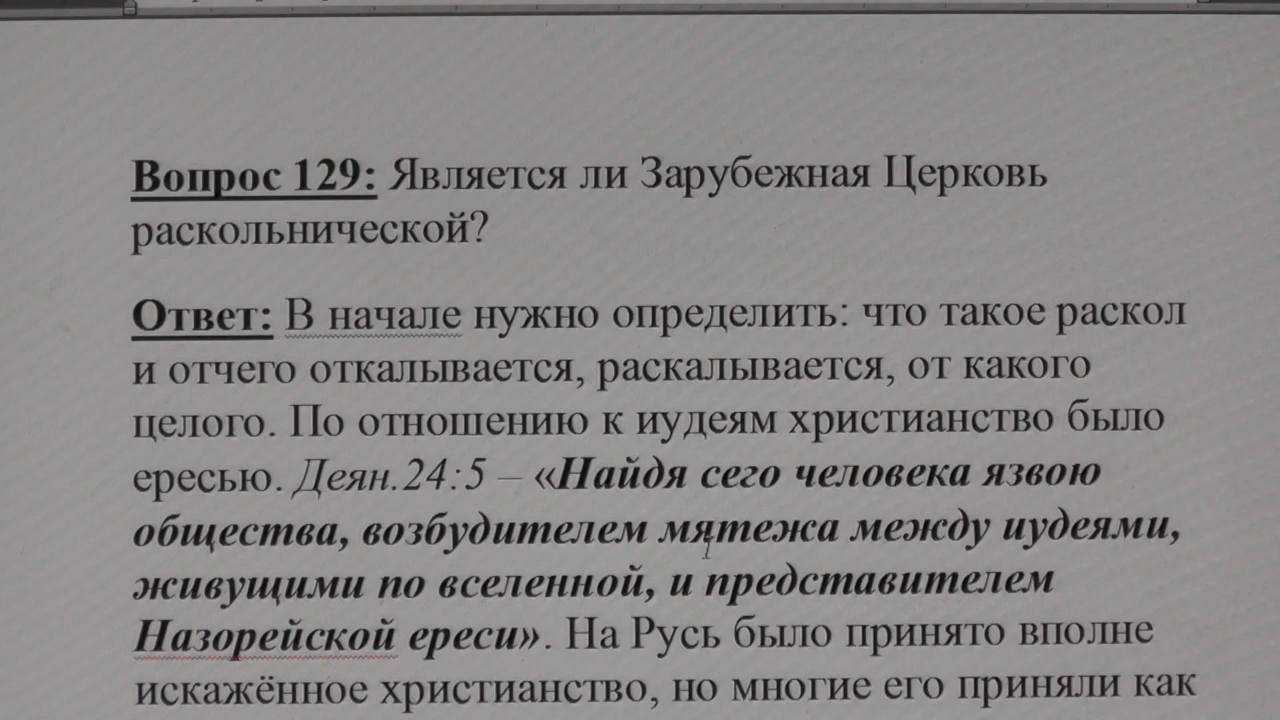 Вопрос 129: Является ли Зарубежная Церковь
раскольнической?
Ответ: В начале нужно определить: что такое раскол
и отчего откалывается, раскалывается, от какого
целого. По отношению к иудеям христианство было
ересью. Деян.24:5 – «Найдя сего человека язвою
общества, возбудителем мятежа между иудеями,
живущими по вселенной, и представителем
Назорейской ереси». На Русь было принято вполне
искажённое христианство, но многие его приняли как